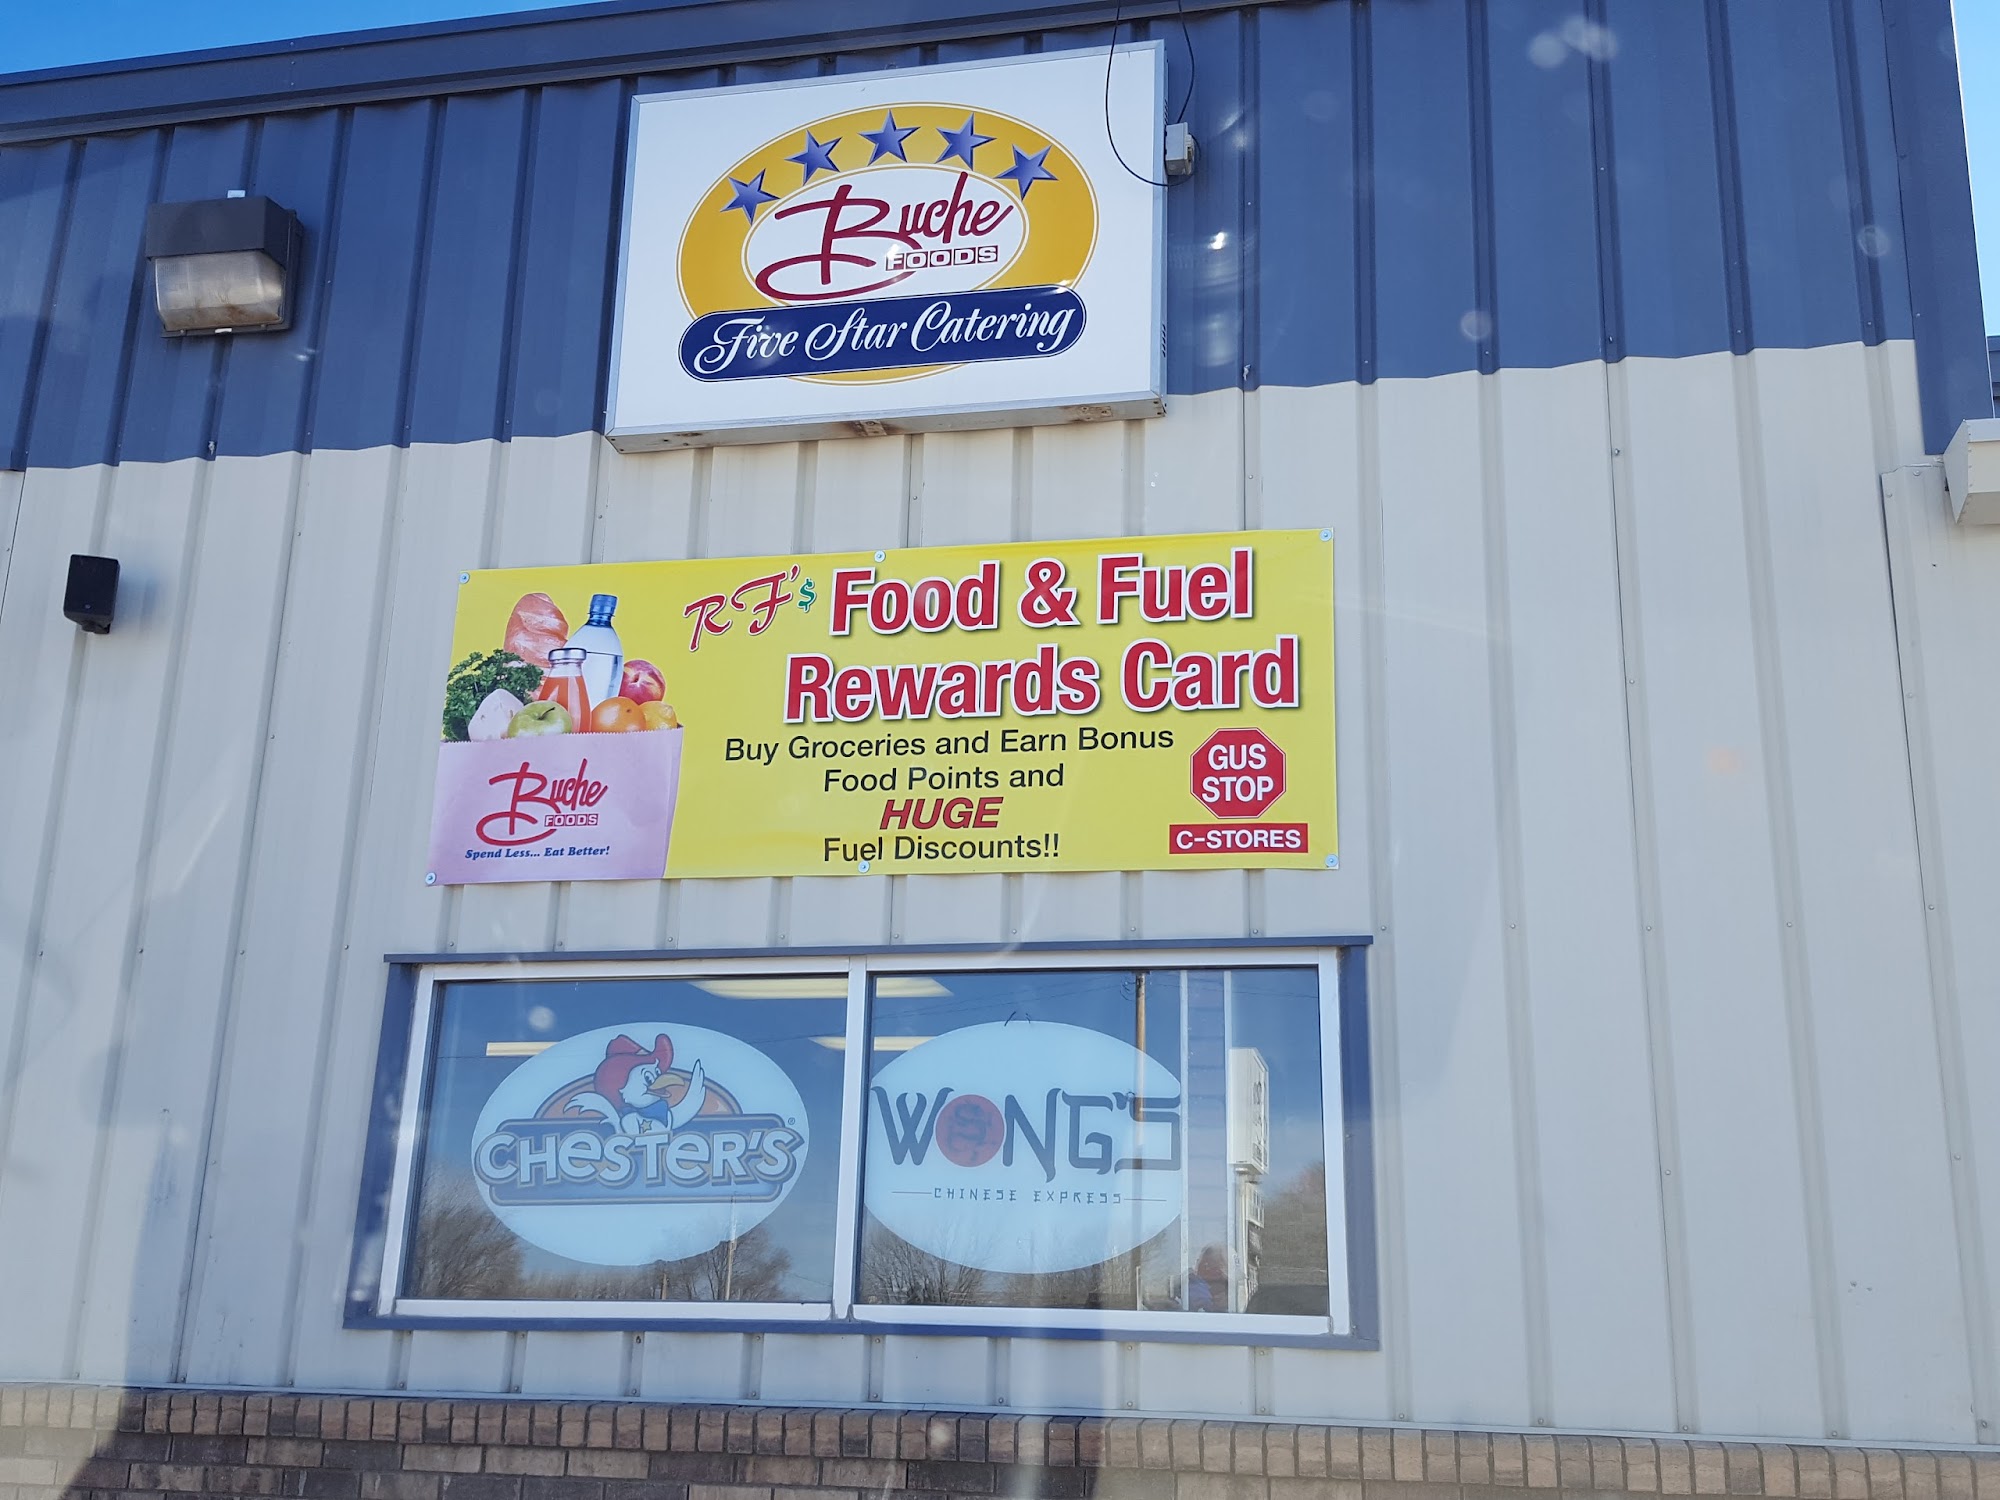 Buche
FOODS
Five Star Catering
RF's Food & Fuel
Rewards Card
Buy Groceries and Earn Bonus
Food Points and
HUGE
Fuel Discounts!!
GUS
STOP
C-STORES
Buche
FOODS
Spend Less... Eat Better!
CHESTER'S®
WONG'S
CHINESE EXPRESS